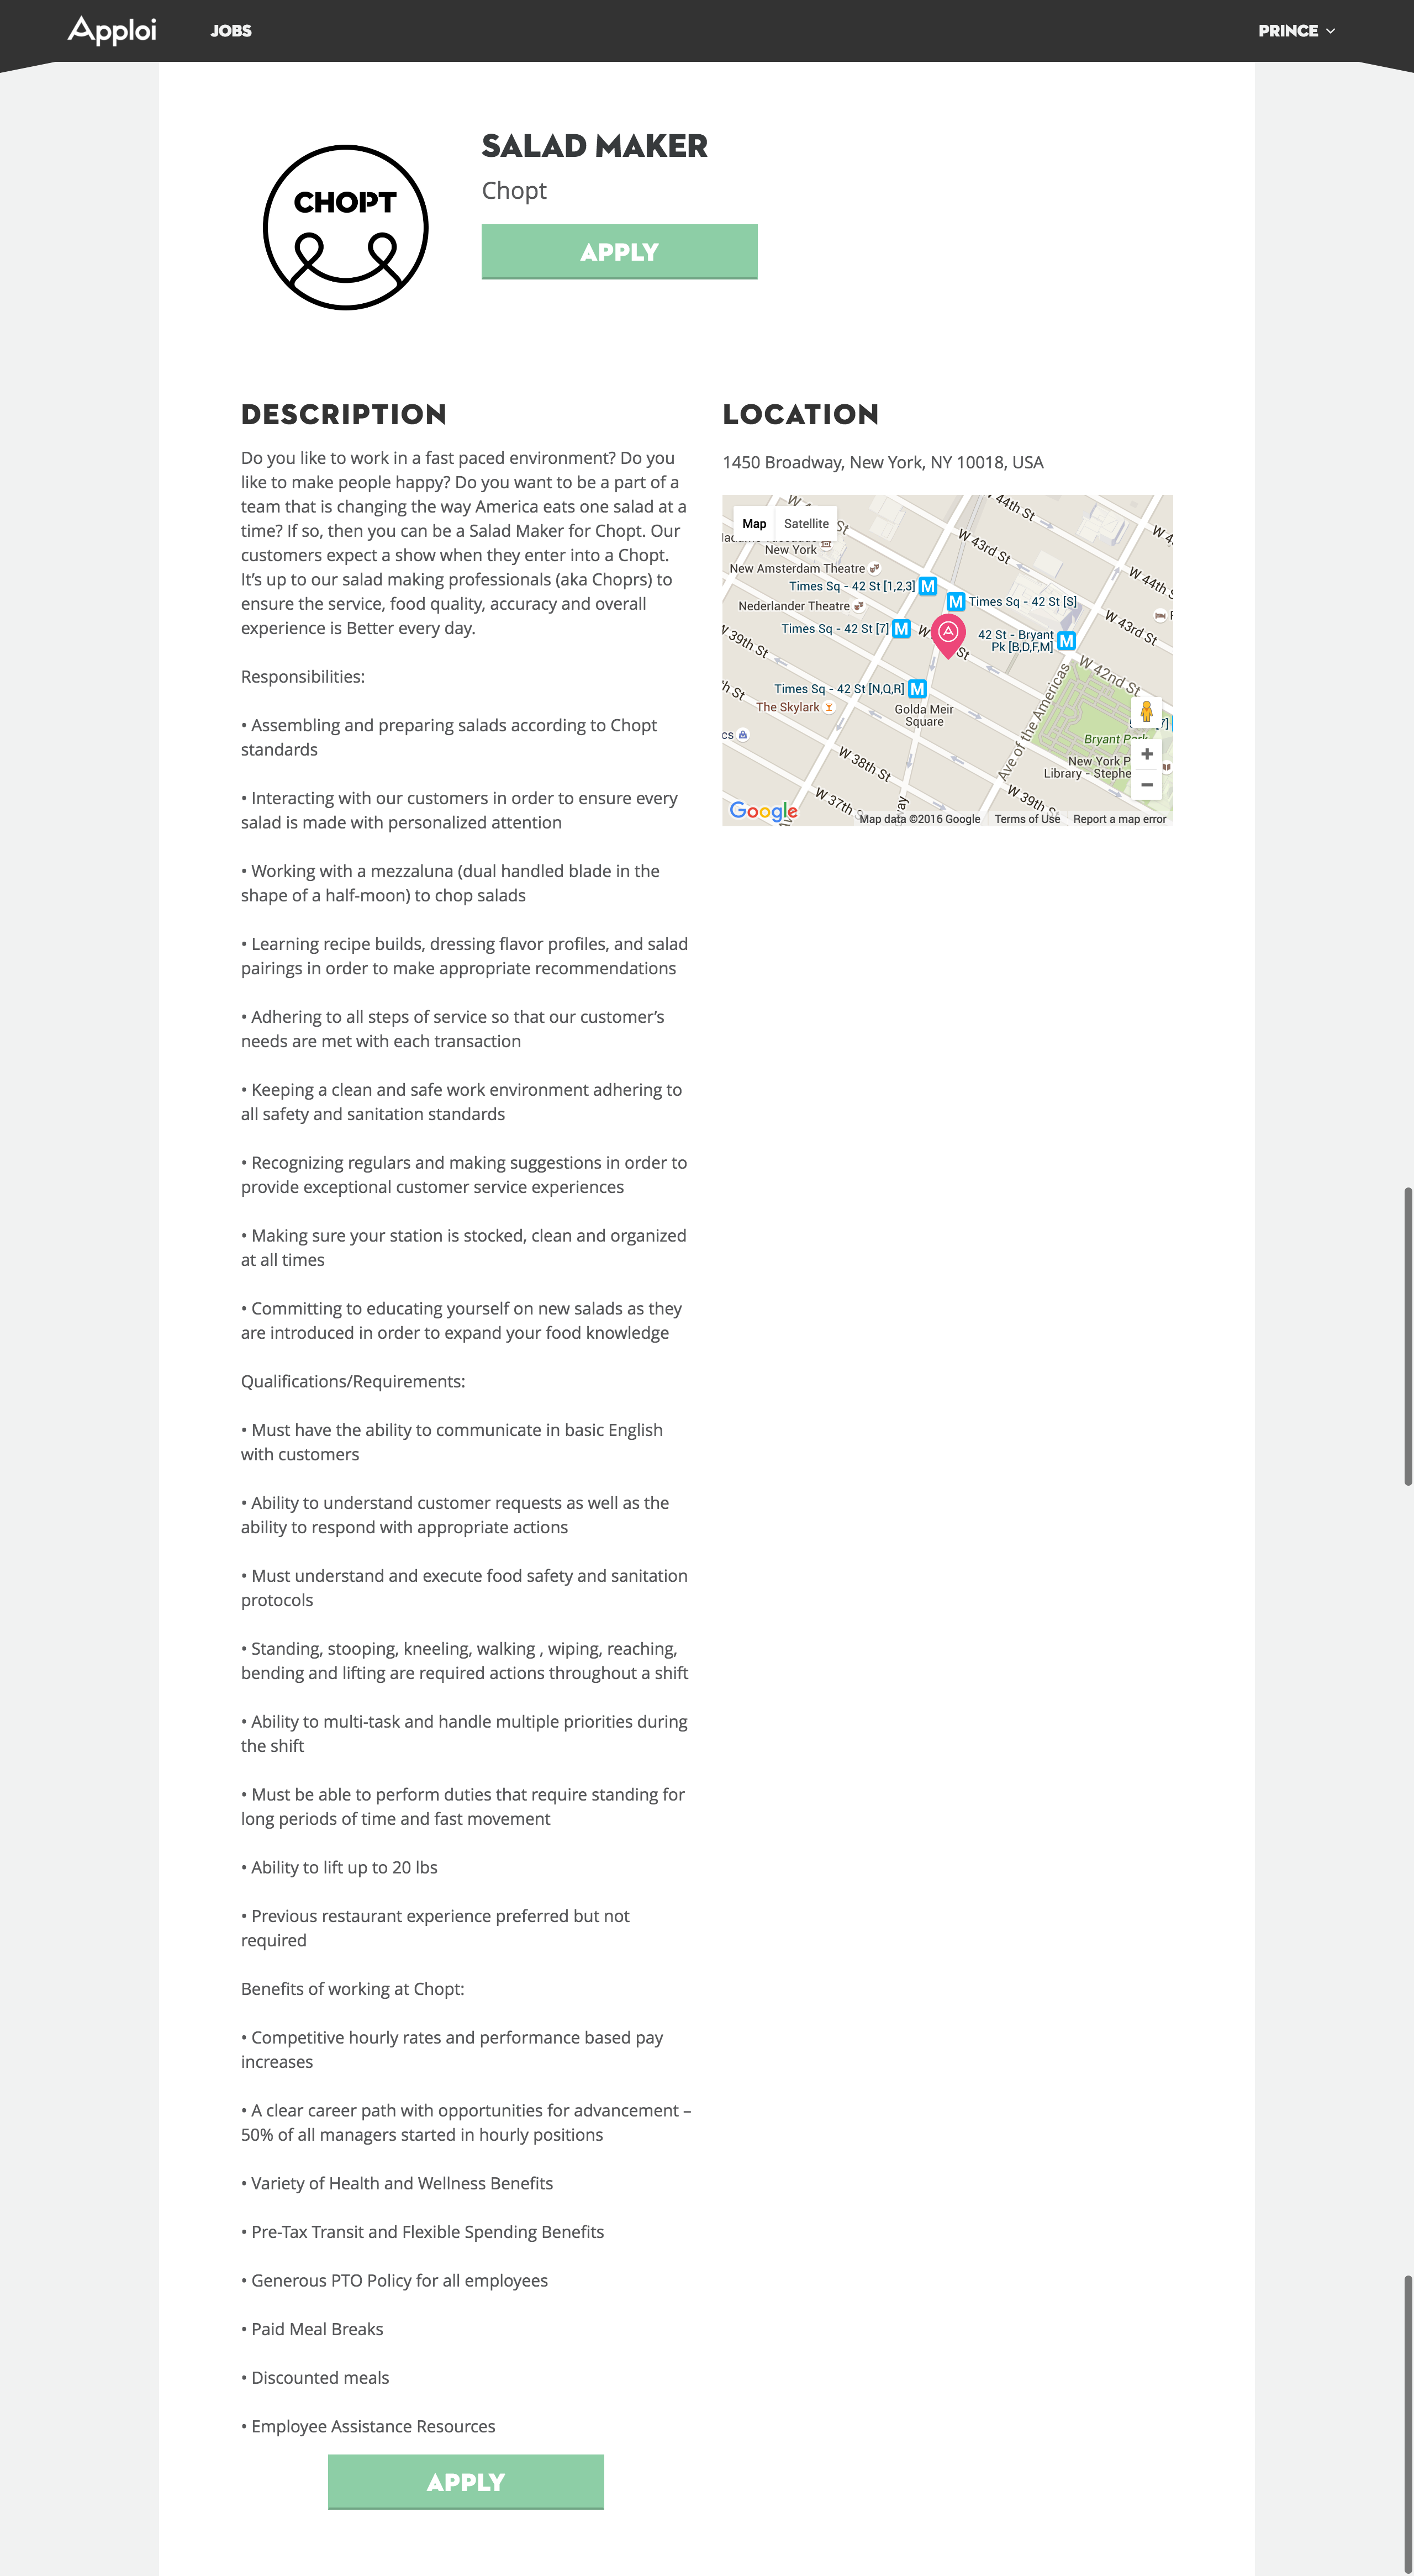 Apploi
JOBS
PRINCE
CHOPT
SALAD MAKER
Chopt
APPLY
DESCRIPTION
Do you like to work in a fast paced environment? Do you
like to make people happy? Do you want to be a part of a
team that is changing the way America eats one salad at a
time? If so, then you can be a Salad Maker for Chopt. Our
customers expect a show when they enter into a Chopt.
It’s up to our salad making professionals (aka Choprs) to
ensure the service, food quality, accuracy and overall
experience is Better every day.
Responsibilities:
• Assembling and preparing salads according to Chopt
standards
• Interacting with our customers in order to ensure every
salad is made with personalized attention
• Working with a mezzaluna (dual handled blade in the
shape of a half-moon) to chop salads
• Learning recipe builds, dressing flavor profiles, and salad
pairings in order to make appropriate recommendations
• Adhering to all steps of service so that our customer’s
needs are met with each transaction
• Keeping a clean and safe work environment adhering to
all safety and sanitation standards
• Recognizing regulars and making suggestions in order to
provide exceptional customer service experiences
• Making sure your station is stocked, clean and organized
at all times
• Committing to educating yourself on new salads as they
are introduced in order to expand your food knowledge
Qualifications/Requirements:
• Must have the ability to communicate in basic English
with customers
• Ability to understand customer requests as well as the
ability to respond with appropriate actions
• Must understand and execute food safety and sanitation
protocols
• Standing, stooping, kneeling, walking , wiping, reaching,
bending and lifting are required actions throughout a shift
• Ability to multi-task and handle multiple priorities during
the shift
• Must be able to perform duties that require standing for
long periods of time and fast movement
• Ability to lift up to 20 lbs
• Previous restaurant experience preferred but not
required
Benefits of working at Chopt:
• Competitive hourly rates and performance based pay
increases
• A clear career path with opportunities for advancement –
50% of all managers started in hourly positions
• Variety of Health and Wellness Benefits
• Pre-Tax Transit and Flexible Spending Benefits
• Generous PTO Policy for all employees
• Paid Meal Breaks
• Discounted meals
• Employee Assistance Resources
APPLY
LOCATION
1450 Broadway, New York, NY 10018, USA
Map
Satellite
W 44th St
W 43rd St
New York
New Amsterdam Theatre
Times Sq - 42 St [1,2,3]
M
M
Times Sq - 42 St [S]
W 44th S
Nederlander Theatre
Times Sq - 42 St [7]
M
W
St
42 St - Bryant
Pk [B,D,F,M]
M
W 43rd St
W 39th St
W 42nd St
Times Sq - 42 St [N,Q,R]
M
The Skylark
Golda Meir
Square
Ave of the Americas
Bryant Park
W 38th St
New York P
Library - Stephe
W 37th S
W 39th S
Google
Map data ©2016 Google
Terms of Use
Report a map error